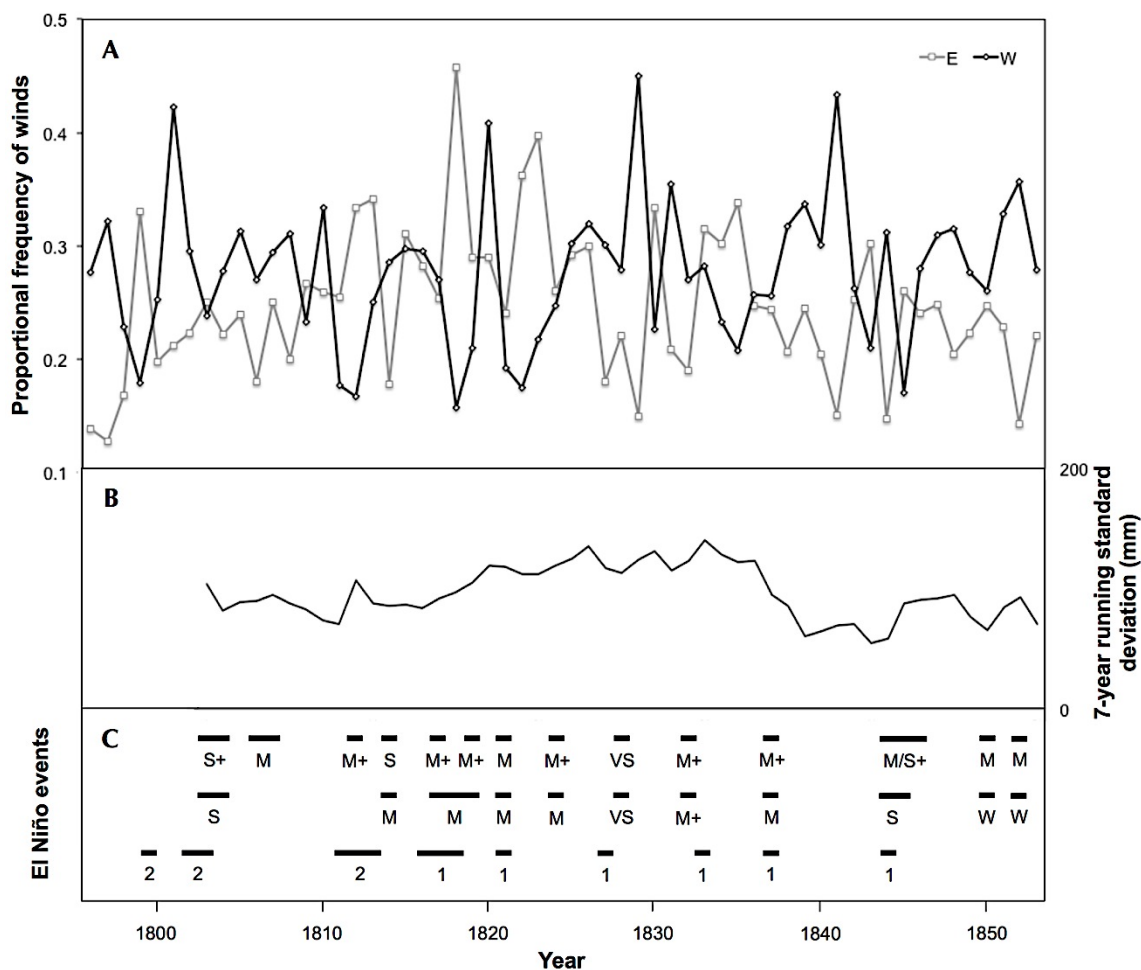 0.5
A
E W
0.4
0.3
0.2
0.1
Proportional frequency of winds
B
200
0
7-year running standard
deviation (mm)
C
El Niño events
S+ M M+ S M+ M+ M M+ VS M+ M+ M/S+ M M
S M M M M VS M+ M S W W
2 2 2 1 1 1 1 1 1
1800 1810 1820 1830 1840 1850
Year